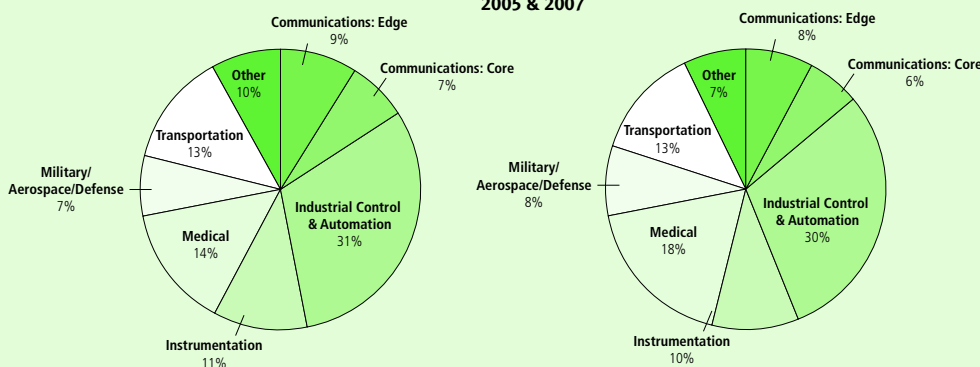 2005 & 2007
Communications: Edge
9%
Communications: Core
7%
Other
10%
Transportation
13%
Military/
Aerospace/Defense
7%
Industrial Control
& Automation
31%
Medical
14%
Instrumentation
11%
Communications: Edge
8%
Communications: Core
6%
Other
7%
Transportation
13%
Military/
Aerospace/Defense
8%
Industrial Control
& Automation
30%
Medical
18%
Instrumentation
10%